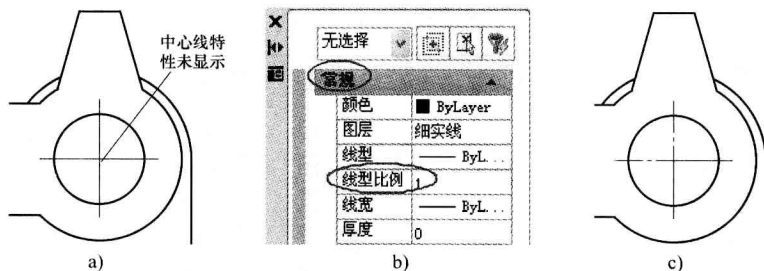 中心线特
性未显示
无选择
常规
颜色 ByLayer
图层 细实线
线型 ByL...
线型比例 1
线宽 ByL...
厚度 0
a) b) c)